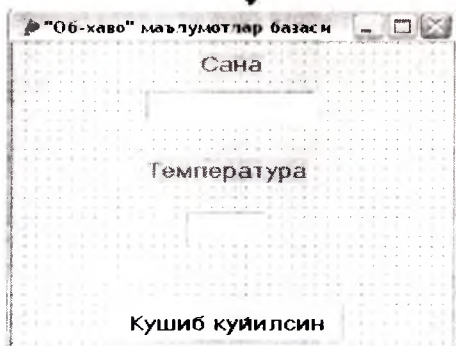 "Об-хаво" маълумотлар базаси
Сана
Температура
Кушиб куйилсин